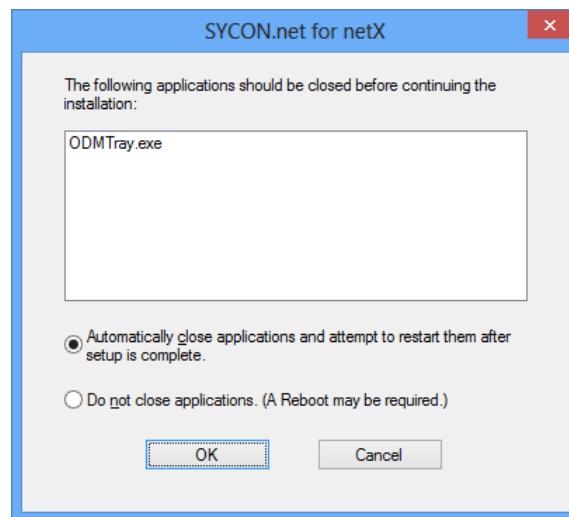 SYCON.net for netX
The following applications should be closed before continuing the
installation:
ODMTray.exe
Automatically close applications and attempt to restart them after
setup is complete.
Do not close applications. (A Reboot may be required.)
OK
Cancel